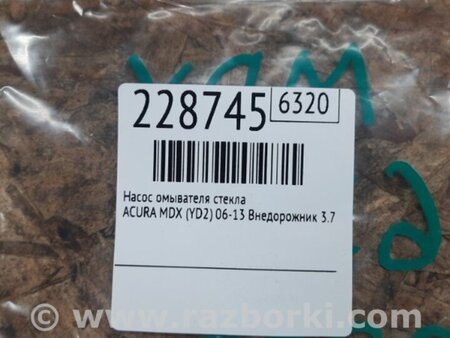 228745 6320
Насос омывателя стекла
ACURA MDX (YD2) 06-13 Внедорожник 3.7
© www.razborki.com